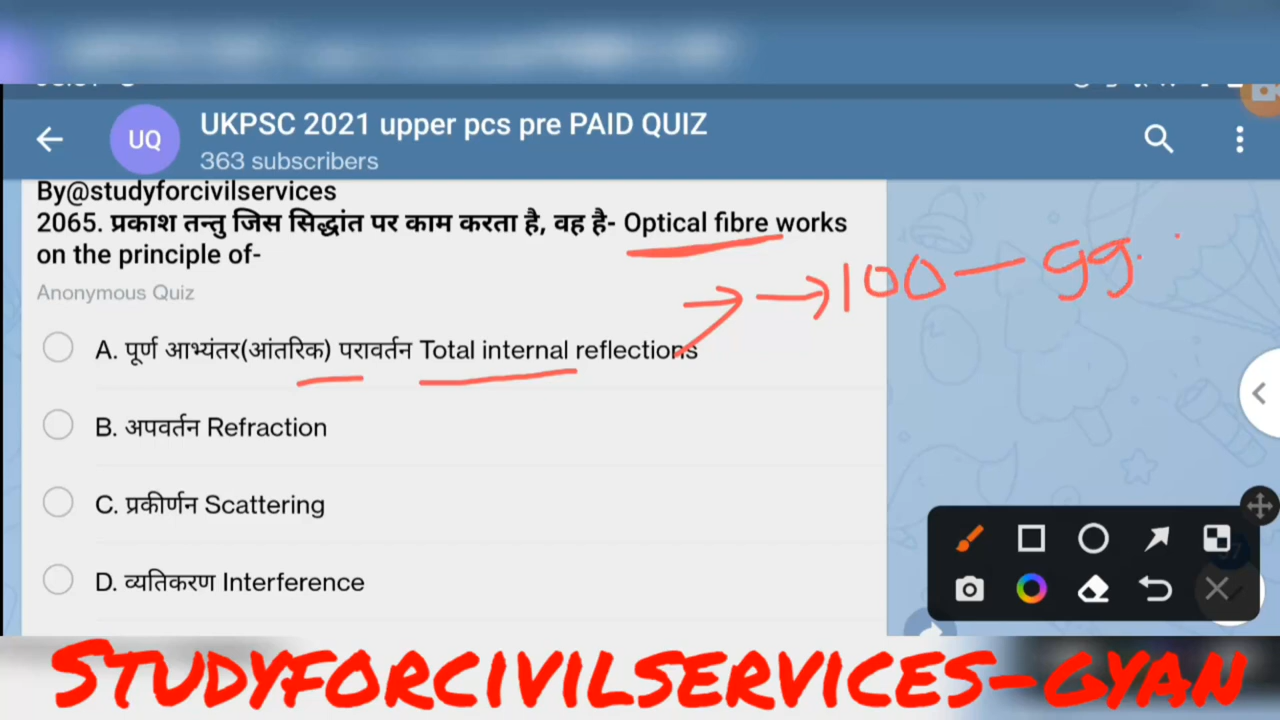 UQ
UKPSC 2021 upper pcs pre PAID QUIZ
363 subscribers
By@studyforcivilservices
2065. प्रकाश तन्तु जिस सिद्धांत पर काम करता है, वह है- Optical fibre works
on the principle of-
100 — 99.
Anonymous Quiz
A. पूर्ण आभ्यंतर(आंतरिक) परावर्तन Total internal reflections
B. अपवर्तन Refraction
C. प्रकीर्णन Scattering
D. व्यतिकरण Interference
STUDYFORCIVILSERVICES-GYAN